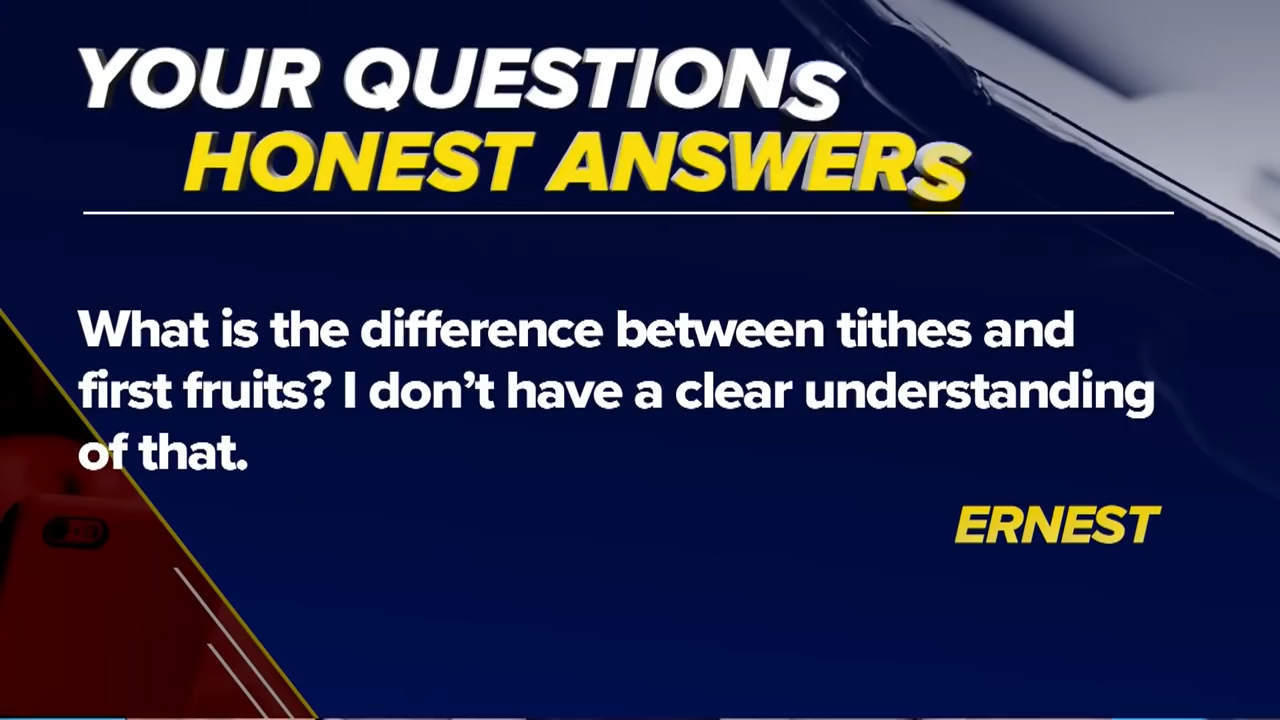 YOUR QUESTIONS
HONEST ANSWERS
What is the difference between tithes and
first fruits? I don’t have a clear understanding
of that.
ERNEST